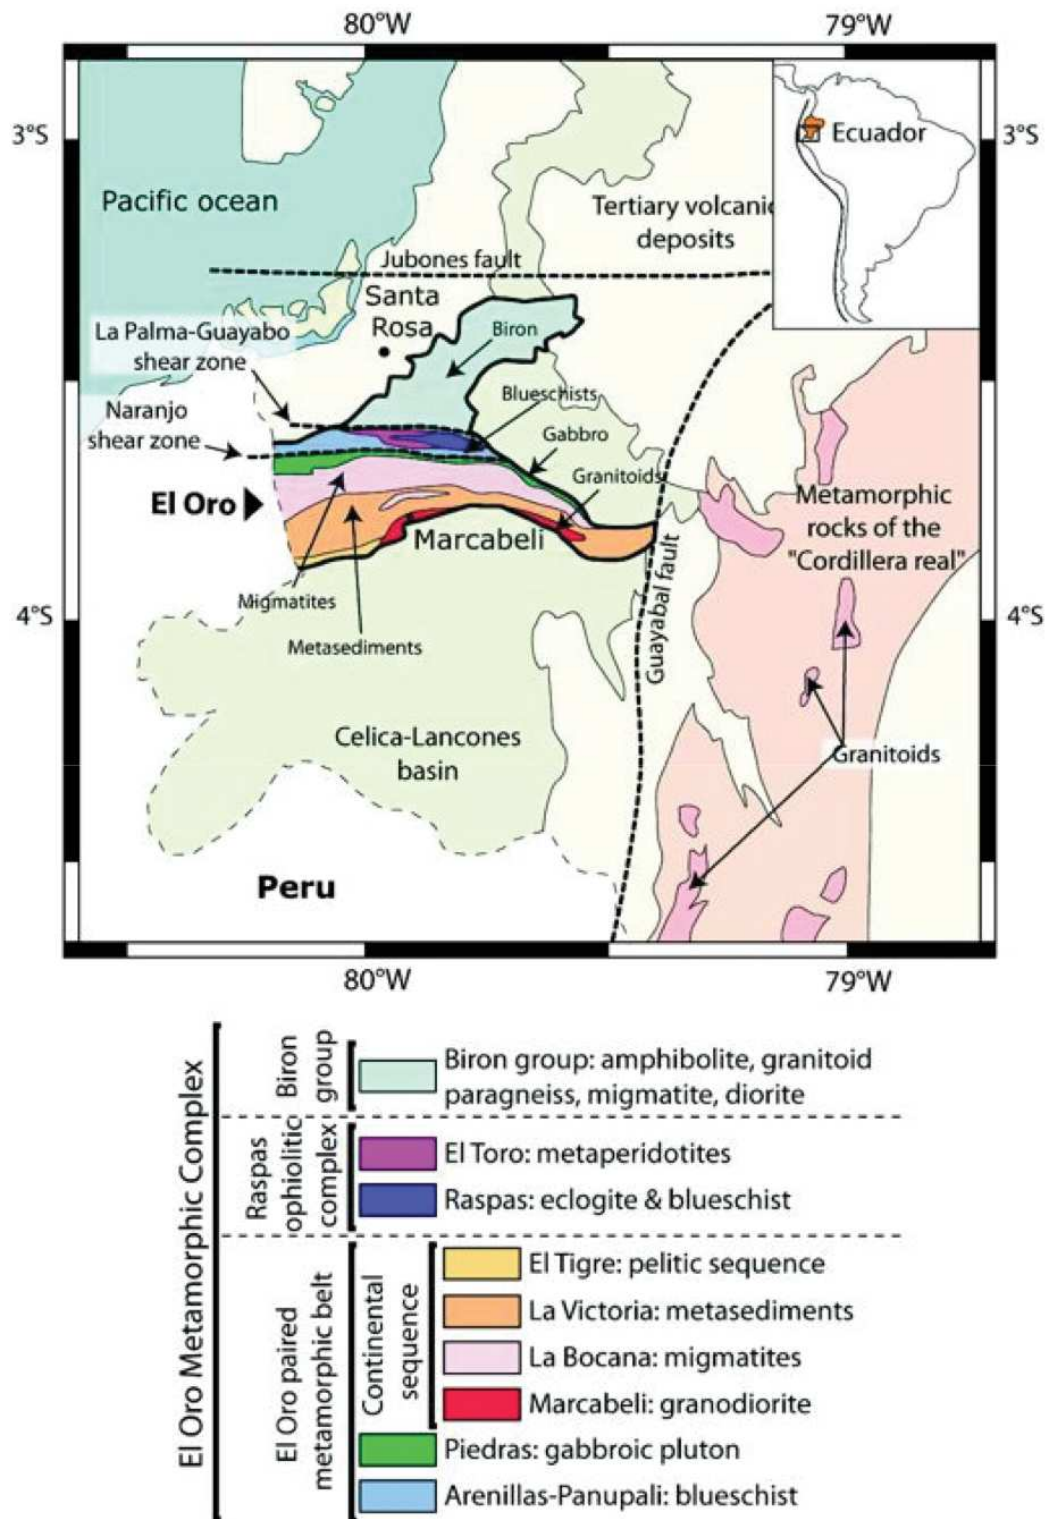 80°W
79°W
3°S
3°S
Ecuador
Pacific ocean
Tertiary volcanic
deposits
Jubones fault
Santa
Rosa
La Palma-Guayabo
shear zone
Biron
Blueschists
Naranjo
shear zone
Gabbro
Granitoids
El Oro
Marcabeli
Metamorphic
rocks of the
"Cordillera real"
Guayabal fault
Migmatites
4°S
4°S
Metasediments
Celica-Lancones
basin
Granitoids
Peru
80°W
79°W
El Oro Metamorphic Complex
Biron
group
Biron group: amphibolite, granitoid
paragneiss, migmatite, diorite
Raspas
ophiolitic
complex
El Toro: metaperidotites
Raspas: eclogite & blueschist
El Oro paired
metamorphic belt
Continental
sequence
El Tigre: pelitic sequence
La Victoria: metasediments
La Bocana: migmatites
Marcabeli: granodiorite
Piedras: gabbroic pluton
Arenillas-Panupali: blueschist